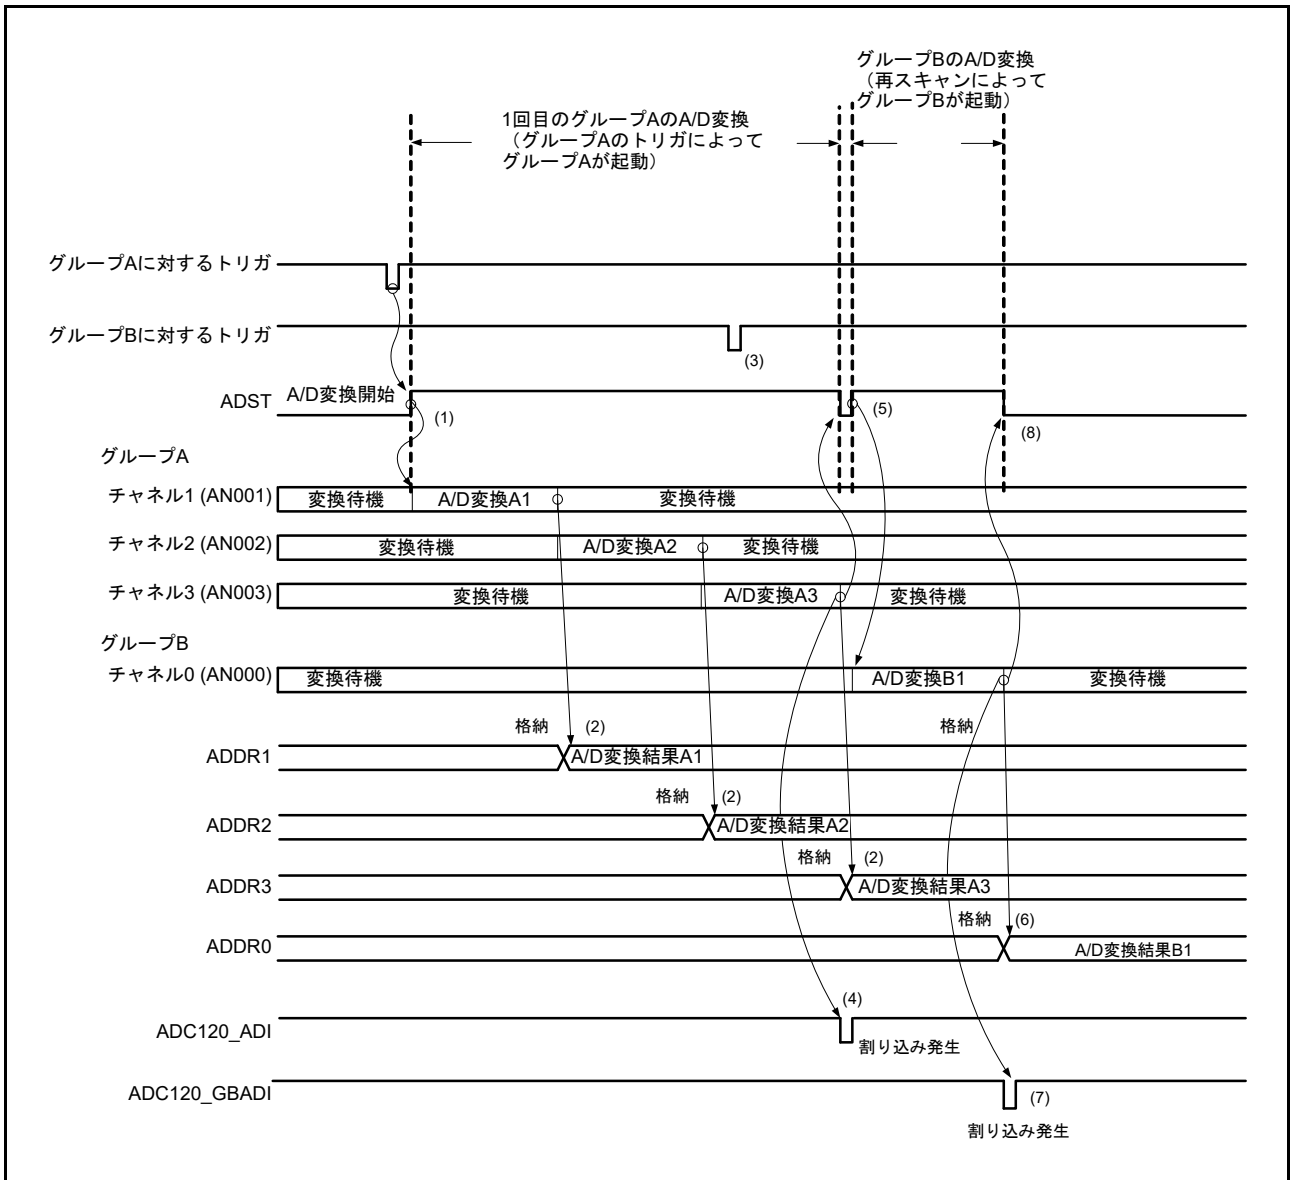 グループBのA/D変換
（再スキャンによって
グループBが起動）
1回目のグループAのA/D変換
（グループAのトリガによって
グループAが起動）
グループAに対するトリガ
グループBに対するトリガ
(3)
ADST
A/D変換開始
(1)
(5)
(8)
グループA
チャネル1 (AN001)
変換待機
A/D変換A1
変換待機
チャネル2 (AN002)
変換待機
A/D変換A2
変換待機
チャネル3 (AN003)
変換待機
A/D変換A3
変換待機
グループB
チャネル0 (AN000)
変換待機
A/D変換B1
変換待機
格納
(2)
格納
ADDR1
A/D変換結果A1
格納
(2)
ADDR2
A/D変換結果A2
格納
(2)
ADDR3
A/D変換結果A3
格納
(6)
ADDR0
A/D変換結果B1
(4)
ADC120_ADI
割り込み発生
ADC120_GBADI
(7)
割り込み発生